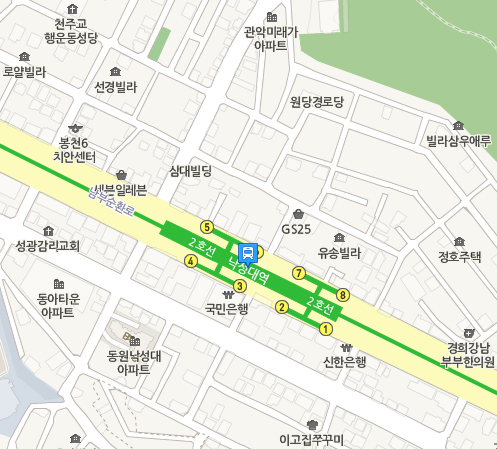 천주교
행운동성당
관악미래가
아파트
로얄빌라
선경빌라
원당경로당
빌라삼우애루
봉천6
치안센터
삼대빌딩
세븐일레븐
남부순환로
GS25
유송빌라
정호주택
성광감리교회
5
2호선
낙성대역
4
7
8
3
2호선
2
1
동아티운
아파트
국민은행
신한은행
동원낙성대
아파트
경희강남
부부한의원
이고집쭈꾸미